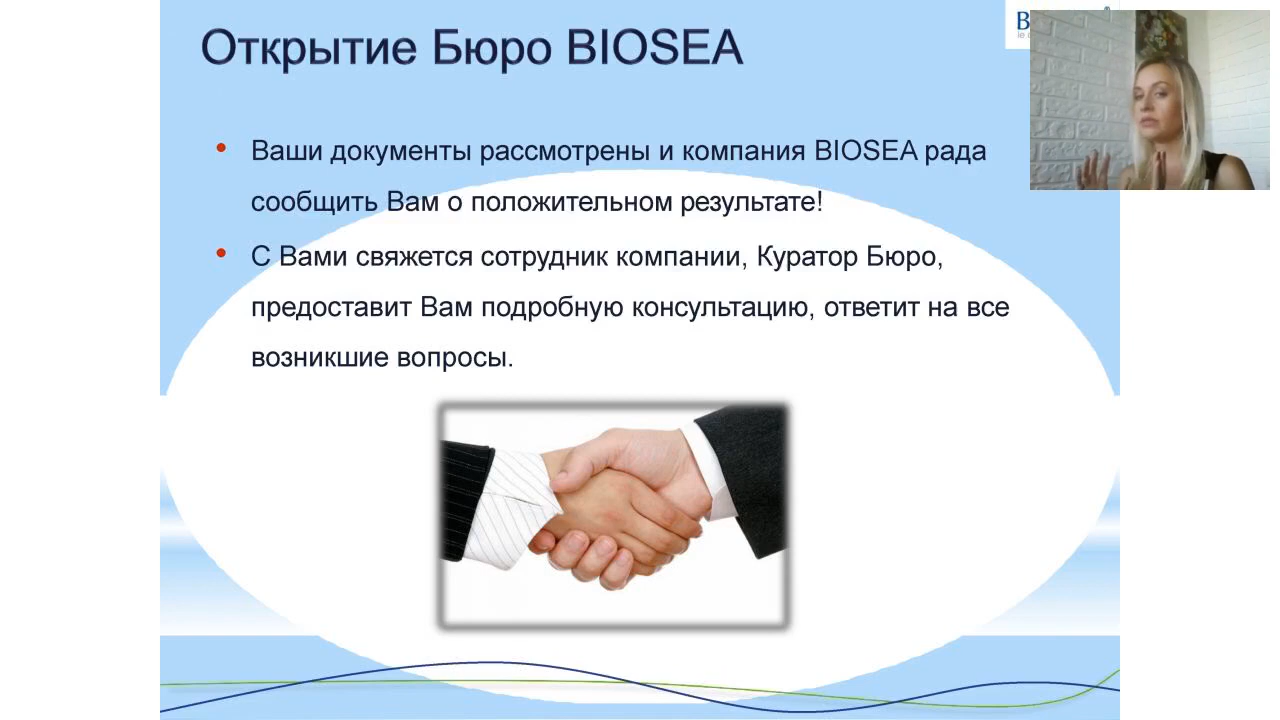 Открытие Бюро BIOSEA
Ваши документы рассмотрены и компания BIOSEA рада
сообщить Вам о положительном результате!
С Вами свяжется сотрудник компании, Куратор Бюро,
предоставит Вам подробную консультацию, ответит на все
возникшие вопросы.